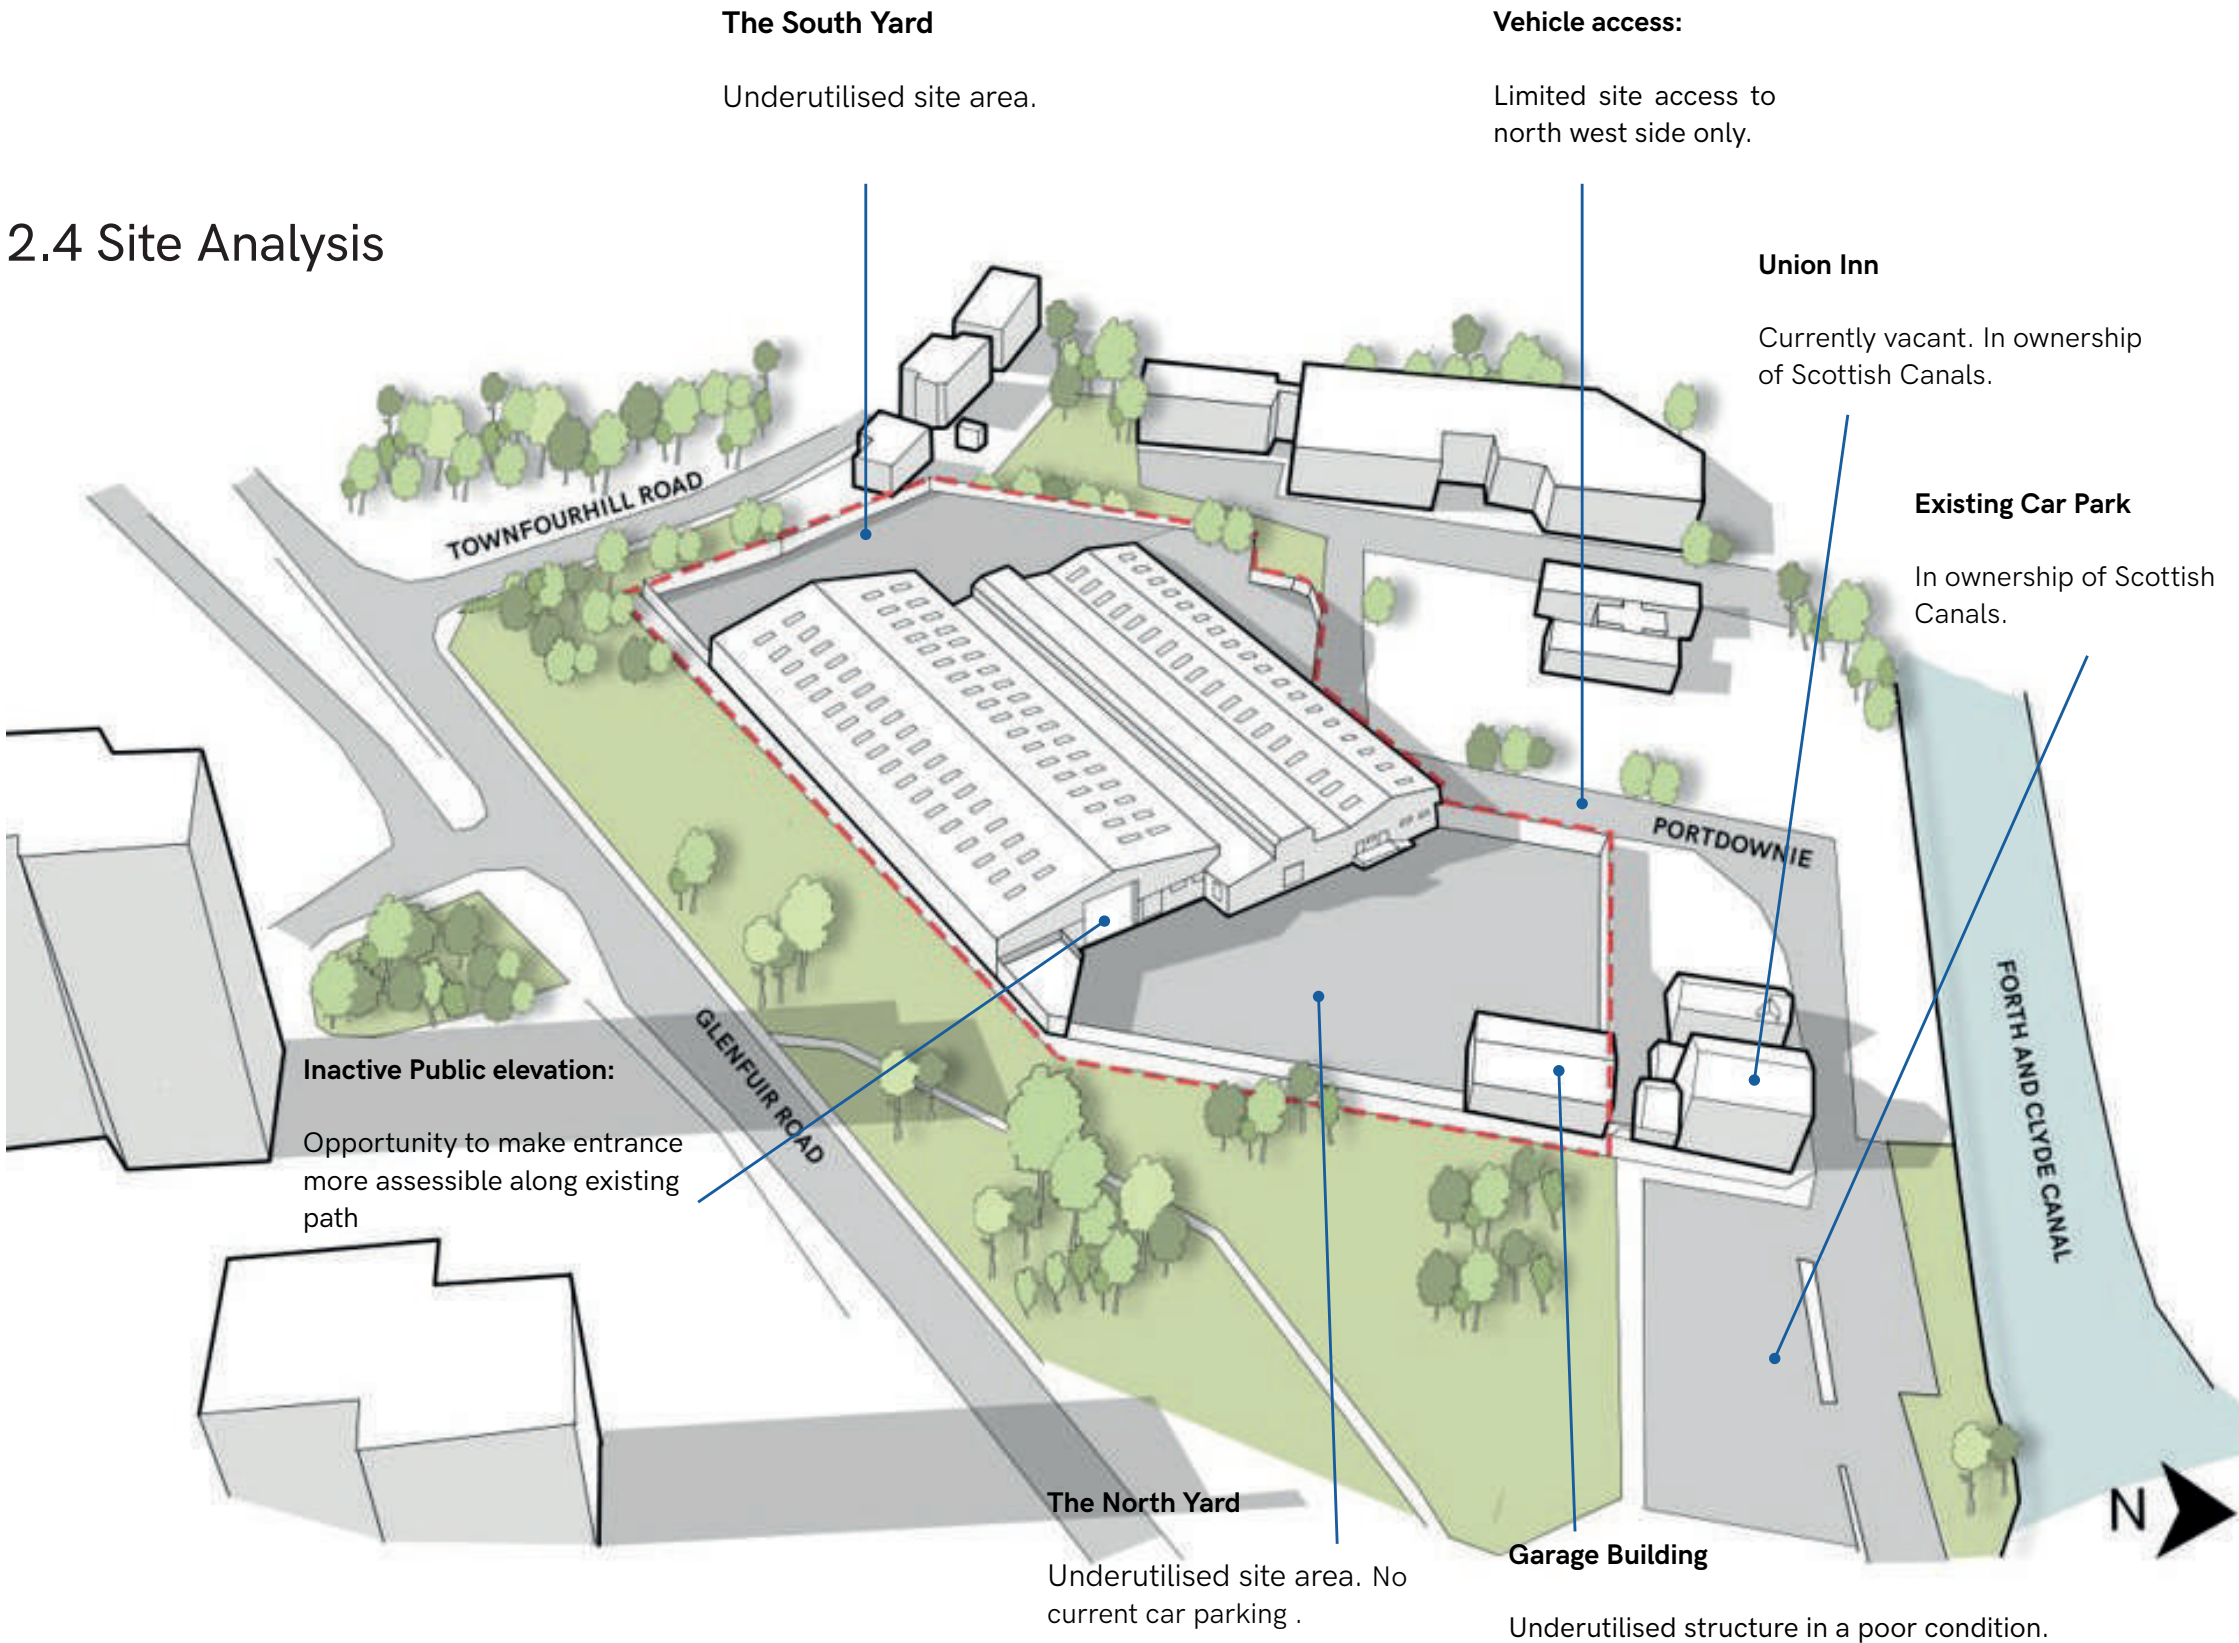 The South Yard
Underutilised site area.
Vehicle access:
Limited site access to
north west side only.
2.4 Site Analysis
Union Inn
Currently vacant. In ownership
of Scottish Canals.
Existing Car Park
In ownership of Scottish
Canals.
TOWNFOURHILL ROAD
PORTDOWNIE
FORTH AND CLYDE CANAL
GLENFUIR ROAD
Inactive Public elevation:
Opportunity to make entrance
more assessible along existing
path
The North Yard
Underutilised site area. No
current car parking .
Garage Building
Underutilised structure in a poor condition.
N